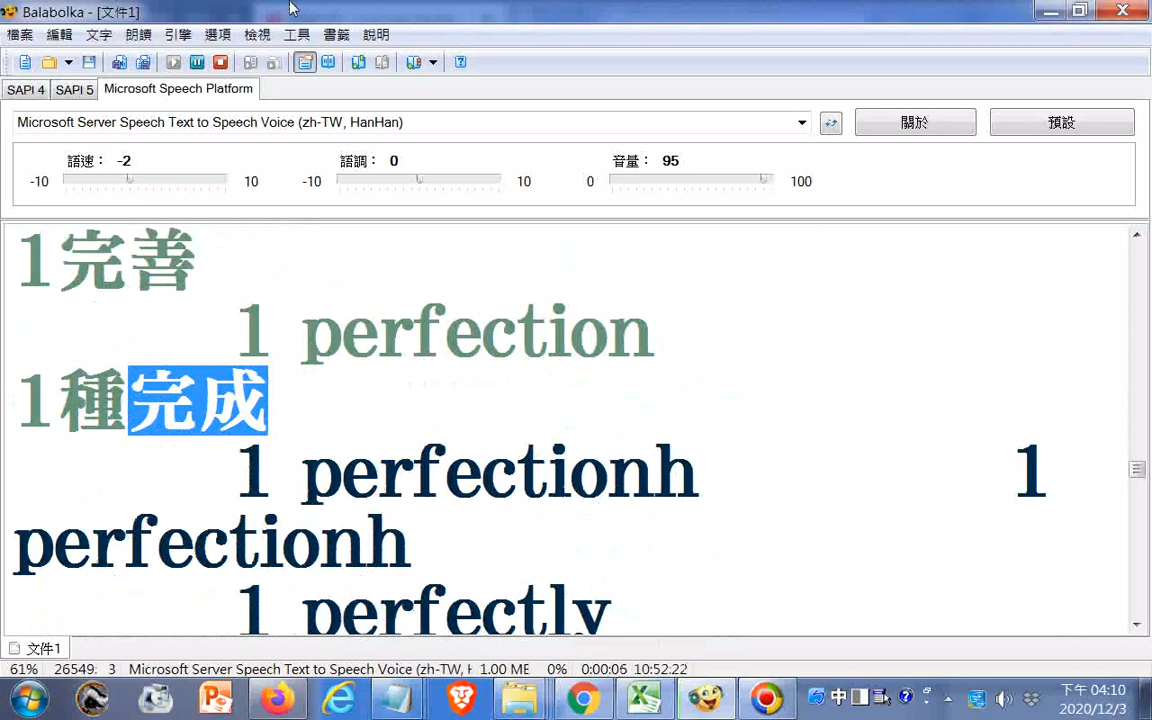 Balabolka - [文件1]
檔案 編輯 文字 朗讀 引擎 選項 檢視 工具 書籤 說明
SAPI 4 SAPI 5 Microsoft Speech Platform
Microsoft Server Speech Text to Speech Voice (zh-TW, HanHan) 關於 預設
語速： -2 語調： 0 音量： 95
-10 10 -10 10 0 100
1完善
1 perfection
1種完成
1 perfectionh 1
perfectionh
1 perfectly
文件1
61% 26549: 3 Microsoft Server Speech Text to Speech Voice (zh-TW, H 1.00 ME 0% 0:00:06 10:52:22
中 下午 04:10
2020/12/3